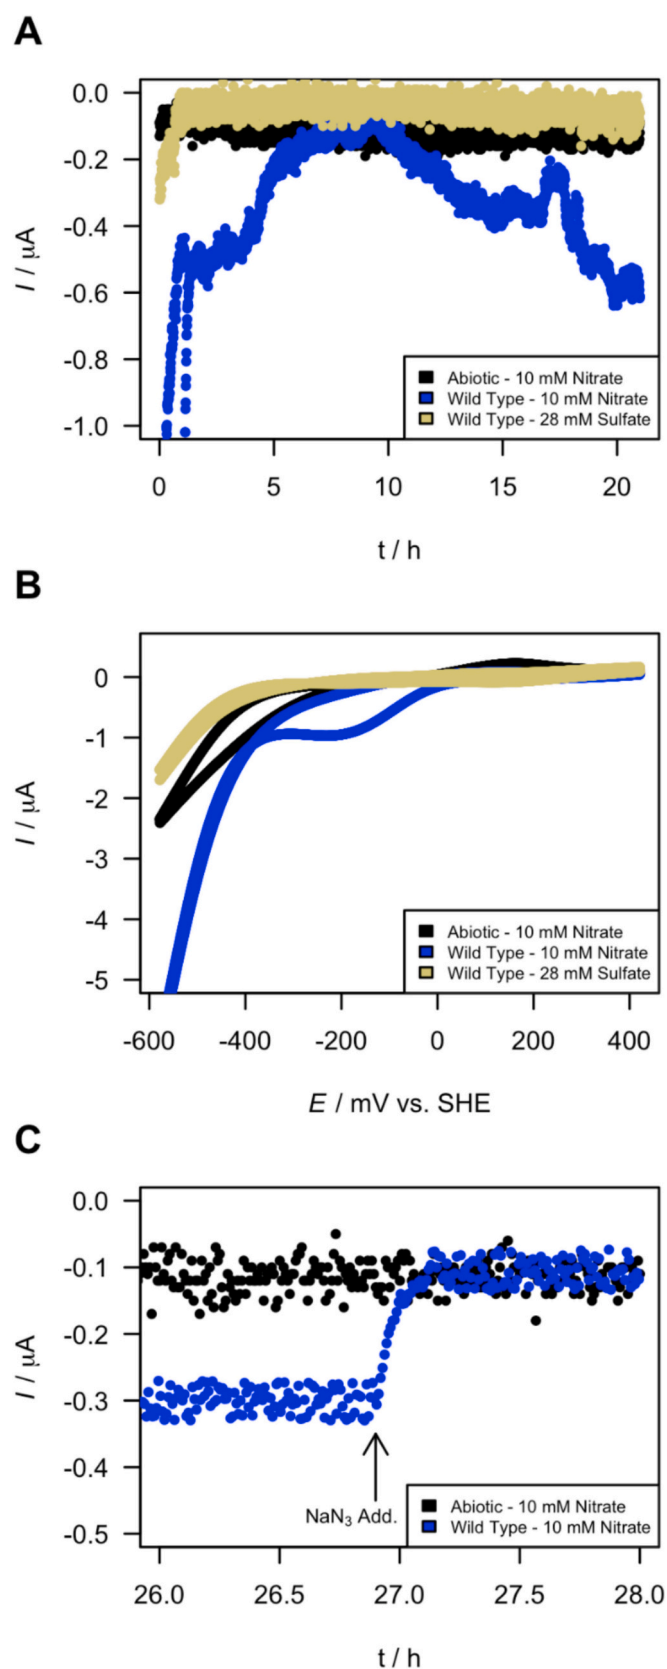 A
0.0
-0.2
-0.4
-0.6
-0.8
-1.0
I / µA
Abiotic - 10 mM Nitrate
Wild Type - 10 mM Nitrate
Wild Type - 28 mM Sulfate
0 5 10 15 20
t / h
B
0
-1
-2
-3
-4
-5
I / µA
Abiotic - 10 mM Nitrate
Wild Type - 10 mM Nitrate
Wild Type - 28 mM Sulfate
-600 -400 -200 0 200 400
E / mV vs. SHE
C
0.0
-0.1
-0.2
-0.3
-0.4
-0.5
I / µA
NaN₃ Add.
Abiotic - 10 mM Nitrate
Wild Type - 10 mM Nitrate
26.0 26.5 27.0 27.5 28.0
t / h